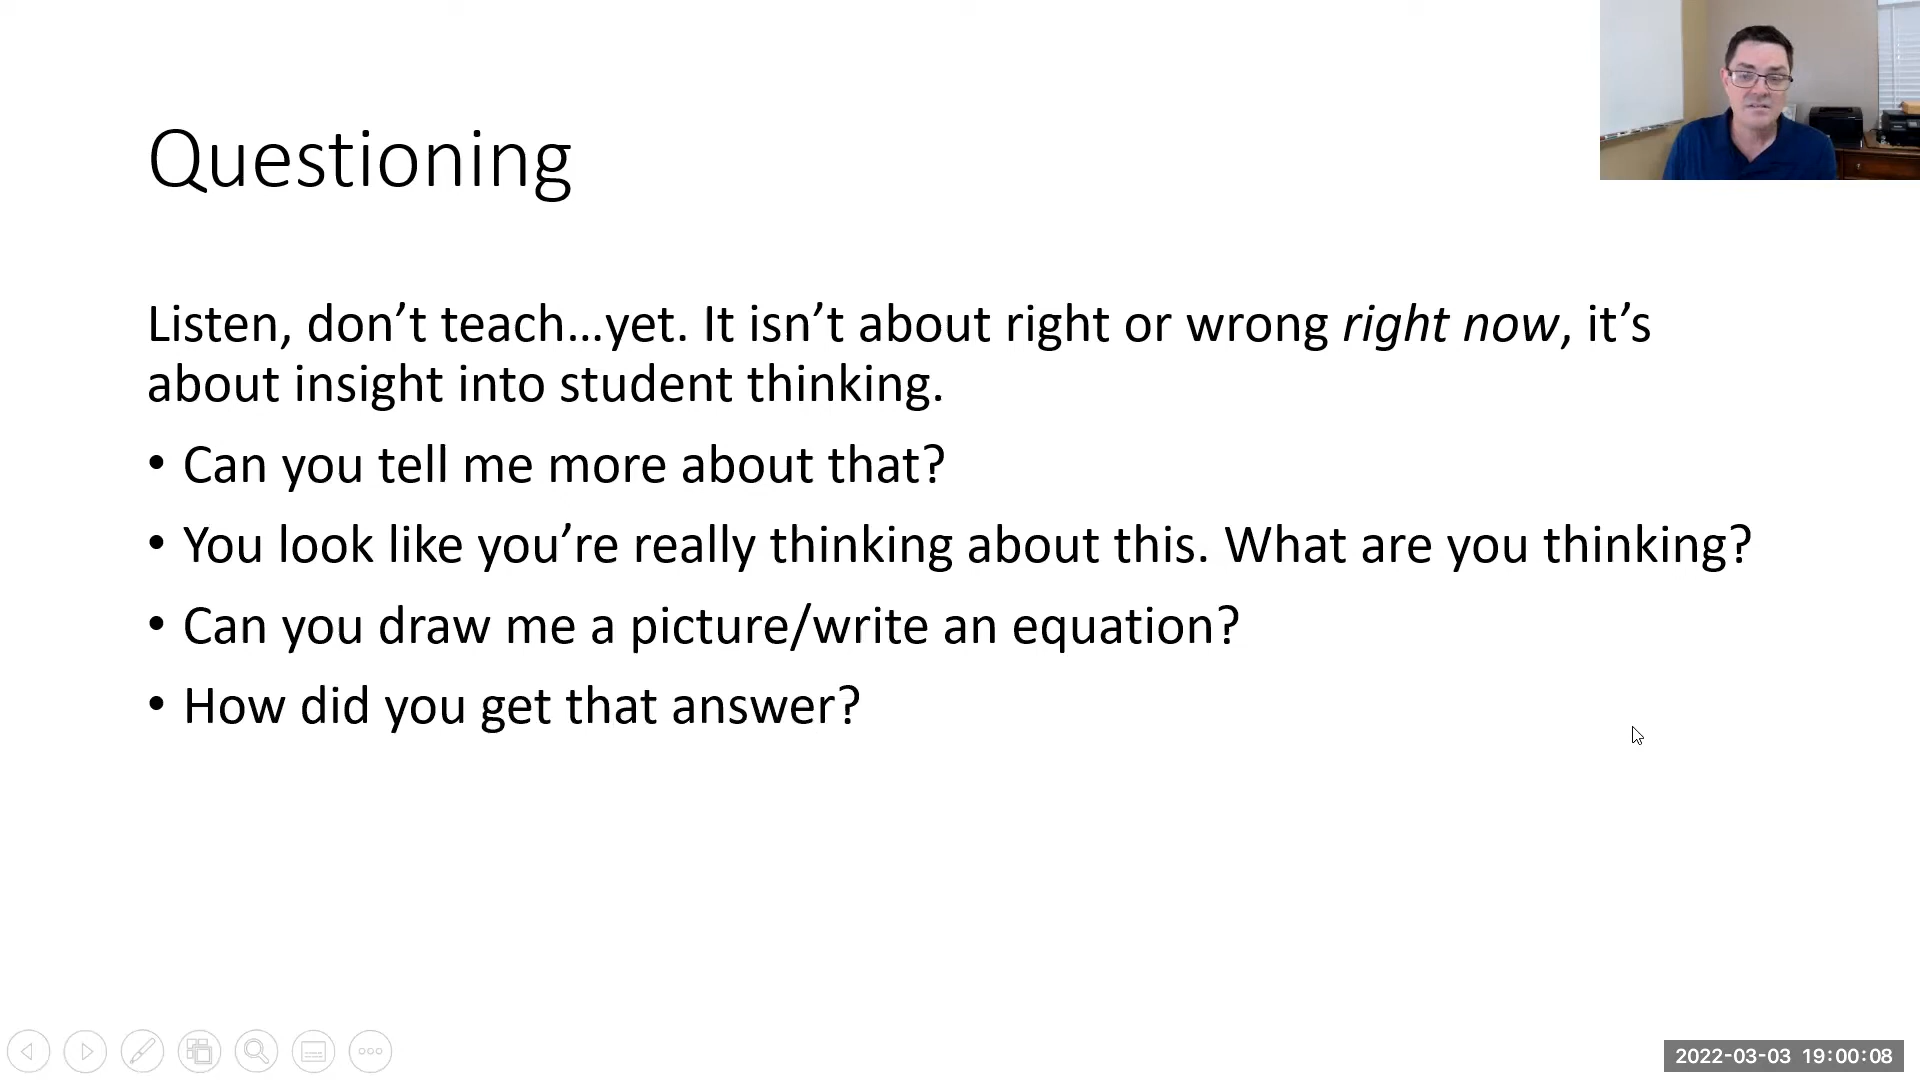 Questioning
Listen, don’t teach…yet. It isn’t about right or wrong right now, it’s
about insight into student thinking.
• Can you tell me more about that?
• You look like you’re really thinking about this. What are you thinking?
• Can you draw me a picture/write an equation?
• How did you get that answer?
2022-03-03 19:00:08